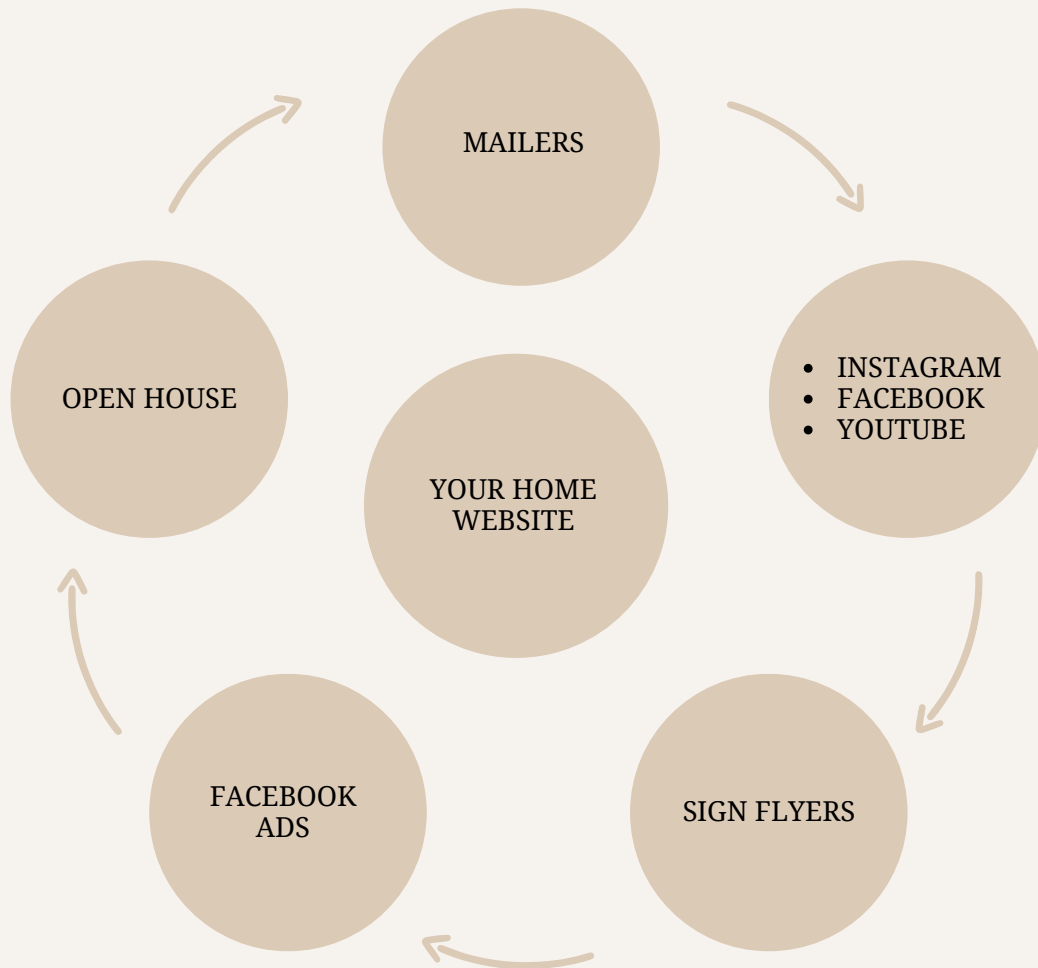 MAILERS
• INSTAGRAM
• FACEBOOK
• YOUTUBE
SIGN FLYERS
FACEBOOK
ADS
OPEN HOUSE
YOUR HOME
WEBSITE